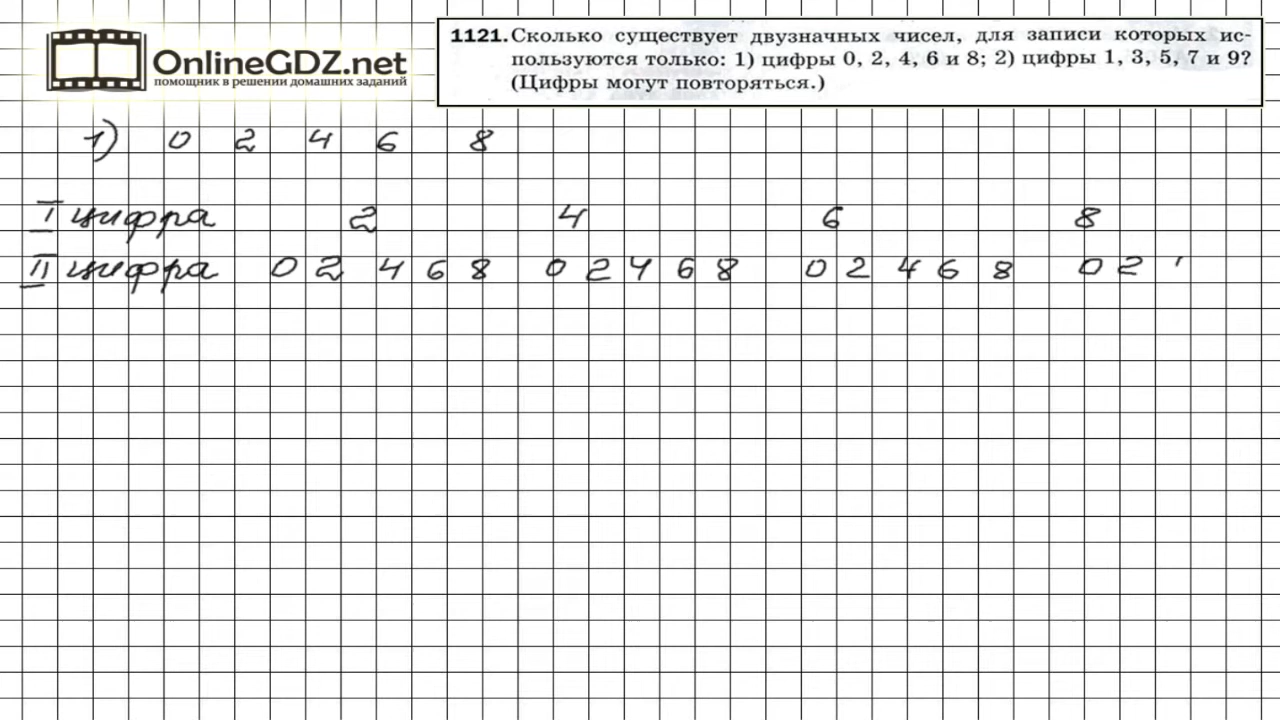 OnlineGDZ.net
помощник в решении домашних заданий
1121. Сколько существует двузначных чисел, для записи которых ис-
пользуются только: 1) цифры 0, 2, 4, 6 и 8; 2) цифры 1, 3, 5, 7 и 9?
(Цифры могут повторяться.)
1) 0 2 4 6 8
I цифра 2 4 6 8
II цифра 0 2 4 6 8 0 2 4 6 8 0 2 4 6 8 0 2